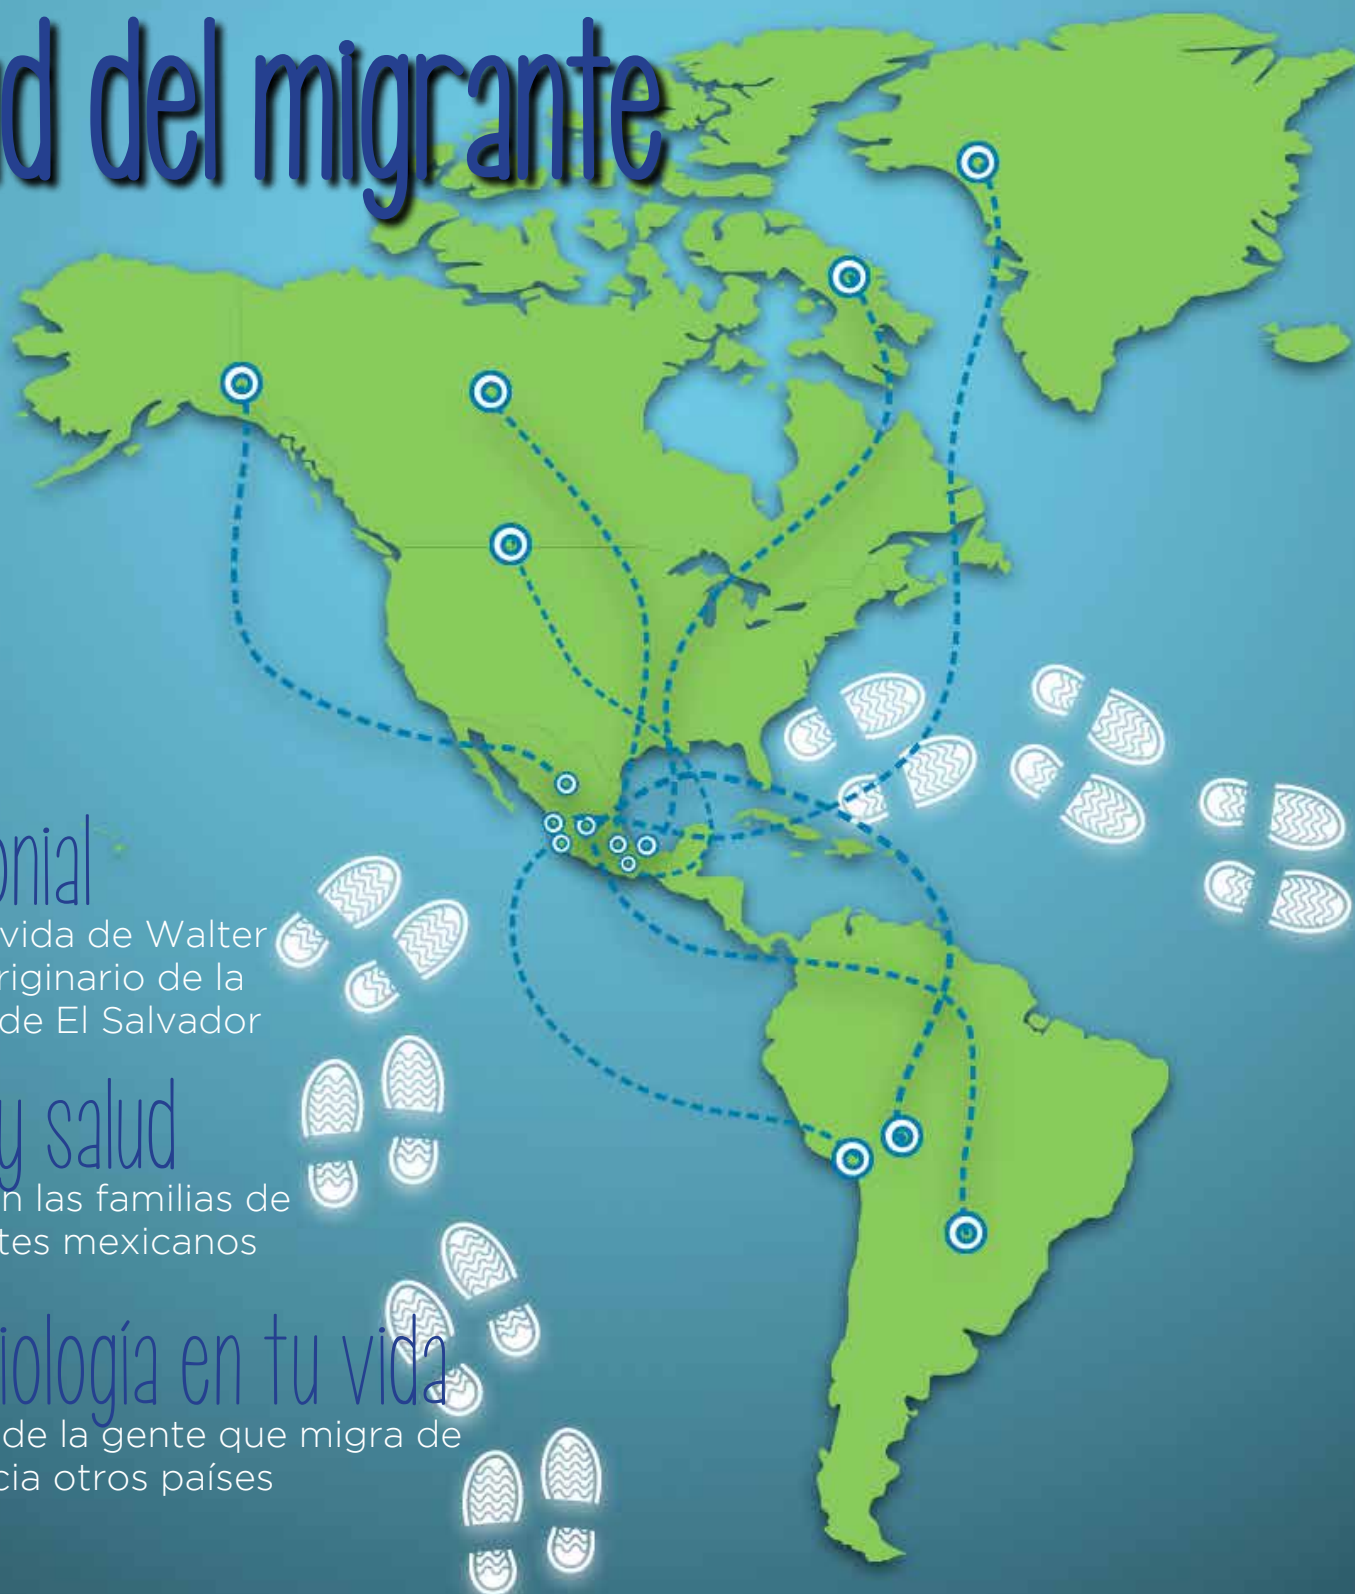 d del migrante
onial
vida de Walter
riginario de la
de El Salvador
y salud
n las familias de
tes mexicanos
iología en tu vida
de la gente que migra de
cia otros países